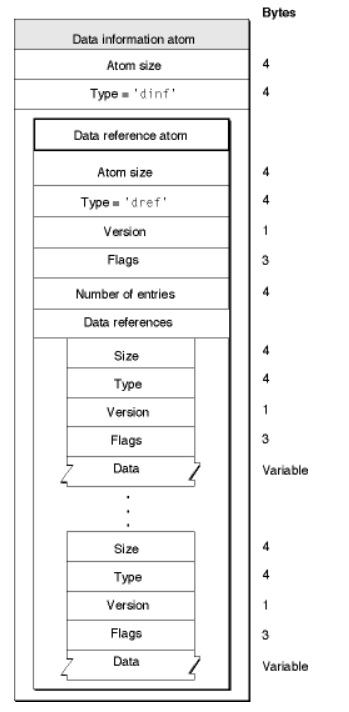 Bytes
Data information atom
Atom size 4
Type = 'dinf' 4
Data reference atom
Atom size 4
Type = 'dref' 4
Version 1
Flags 3
Number of entries 4
Data references
Size 4
Type 4
Version 1
Flags 3
Data Variable
Size 4
Type 4
Version 1
Flags 3
Data Variable